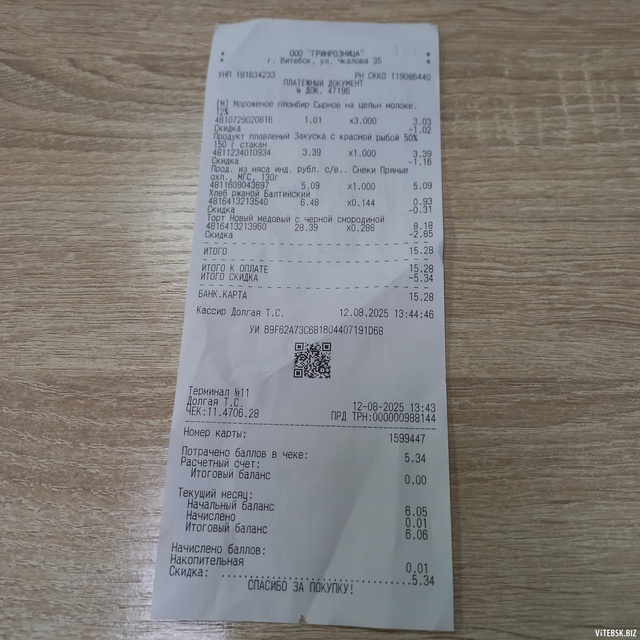 ООО "ГРИНРОЗНИЦА"
г. Витебск, ул. Чкалова 35
УНП 191634233 РН СККО 119086440
ПЛАТЕЖНЫЙ ДОКУМЕНТ
№ ДОК. 47196
[М] Мороженое пломбир Сырное на цельн молоке,
12%
4810729020816 1.01 x3.000 3.03
Скидка -1.02
Продукт плавленый Закуска с красной рыбой 50%
150 г стакан
4811234010934 3.39 x1.000 3.39
Скидка -1.16
Прод. из мяса инд. рубл. с/в.. Снеки Пряные
охл., МГС, 130г
4811609043697 5.09 x1.000 5.09
Хлеб ржаной Балтийский
4816413213540 6.48 x0.144 0.93
Скидка -0.31
Торт Новый медовый с черной смородиной
4816413213960 28.39 x0.288 8.18
Скидка -2.85
ИТОГО 15.28
ИТОГО К ОПЛАТЕ 15.28
ИТОГО СКИДКА -5.34
БАНК.КАРТА 15.28
Кассир Долгая Т.С. 12.08.2025 13:44:46
УИ B9F62A73C681B04407191D68
Терминал №11
Долгая Т.С. 12-08-2025 13:43
ЧЕК:11.4706.28 ПРД ТРН:000000988144
Номер карты: 1599447
Потрачено баллов в чеке: 5.34
Расчетный счет:
Итоговый баланс 0.00
Текущий месяц:
Начальный баланс 6.05
Начислено 0.01
Итоговый баланс 6.06
Начислено баллов:
Накопительная 0.01
Скидка: ..............................5.34
СПАСИБО ЗА ПОКУПКУ!
ViTEBSK.BIZ